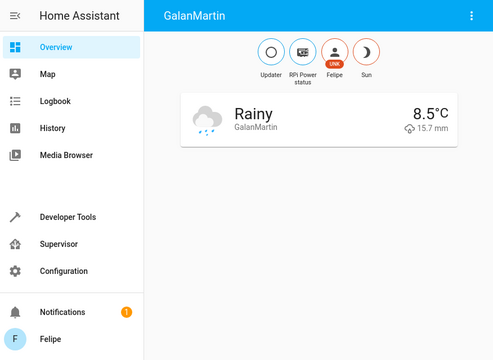 Home Assistant
GalanMartin
Overview
Map
Logbook
History
Media Browser
Developer Tools
Supervisor
Configuration
Notifications
1
F
Felipe
UNK
Updater
RPI Power
status
Felipe
Sun
Rainy
GalanMartin
8.5°C
15.7 mm